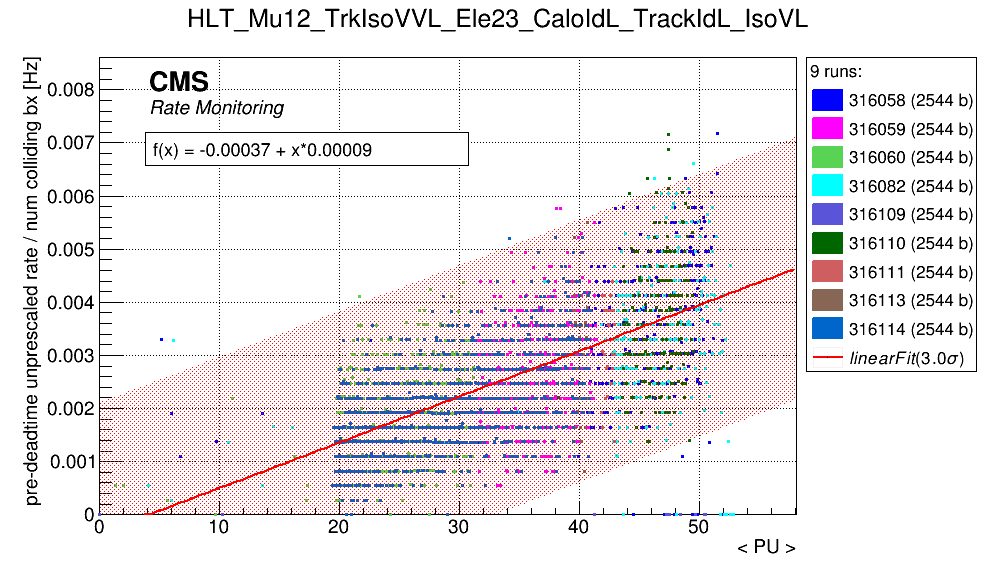 HLT_Mu12_TrkIsoVVL_Ele23_CaloIdL_TrackIdL_IsoVL
pre-deadtime unprescaled rate / num colliding bx [Hz]
0.008
0.007
0.006
0.005
0.004
0.003
0.002
0.001
0
CMS
Rate Monitoring
f(x) = -0.00037 + x*0.00009
0 10 20 30 40 50
< PU >
9 runs:
316058 (2544 b)
316059 (2544 b)
316060 (2544 b)
316082 (2544 b)
316109 (2544 b)
316110 (2544 b)
316111 (2544 b)
316113 (2544 b)
316114 (2544 b)
linearFit(3.0σ)